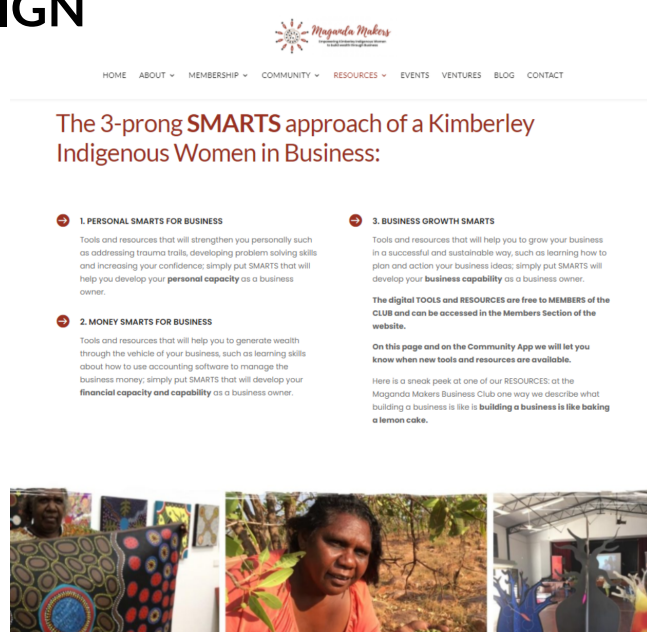 IGN
Maganda Makers
Empowering Kimberley Indigenous Women
to build wealth through Business
HOME ABOUT MEMBERSHIP COMMUNITY RESOURCES EVENTS VENTURES BLOG CONTACT
The 3-prong SMARTS approach of a Kimberley
Indigenous Women in Business:
1. PERSONAL SMARTS FOR BUSINESS
Tools and resources that will strengthen you personally such
as addressing trauma trails, developing problem solving skills
and increasing your confidence; simply put SMARTS that will
help you develop your personal capacity as a business
owner.
2. MONEY SMARTS FOR BUSINESS
Tools and resources that will help you to generate wealth
through the vehicle of your business, such as learning skills
about how to use accounting software to manage the
business money; simply put SMARTS that will develop your
financial capacity and capability as a business owner.
3. BUSINESS GROWTH SMARTS
Tools and resources that will help you to grow your business
in a successful and sustainable way, such as learning how to
plan and action your business ideas; simply put SMARTS will
develop your business capability as a business owner.
The digital TOOLS and RESOURCES are free to MEMBERS of the
CLUB and can be accessed in the Members Section of the
website.
On this page and on the Community App we will let you
know when new tools and resources are available.
Here is a sneak peek at one of our RESOURCES: at the
Maganda Makers Business Club one way we describe what
building a business is like is building a business is like baking
a lemon cake.